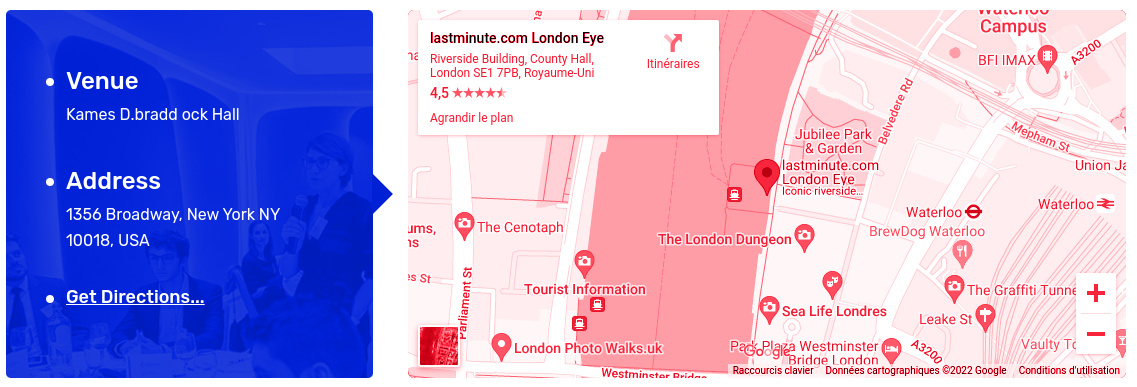 Venue
Kames D.bradd ock Hall
Address
1356 Broadway, New York NY
10018, USA
Get Directions...
lastminute.com London Eye
Riverside Building, County Hall,
London SE1 7PB, Royaume-Uni
4,5
Agrandir le plan
Itinéraires
Waterloo
Campus
BFI IMAX
A3200
Belvedere Rd
Mepham St
Jubilee Park
& Garden
Union Ja
lastminute.com
London Eye
Iconic riverside...
Waterloo
Waterloo
BrewDog Waterloo
The Cenotaph
ums,
ns
The London Dungeon
es St
Parliament St
Tourist Information
The Graffiti Tunne
Sea Life Londres
Leake St
London Photo Walks.uk
Park Plaza Westminster
Bridge London
Google
A3200
Vaulty To
Westminster Bridge
Raccourcis clavier
Données cartographiques ©2022 Google
Conditions d'utilisation